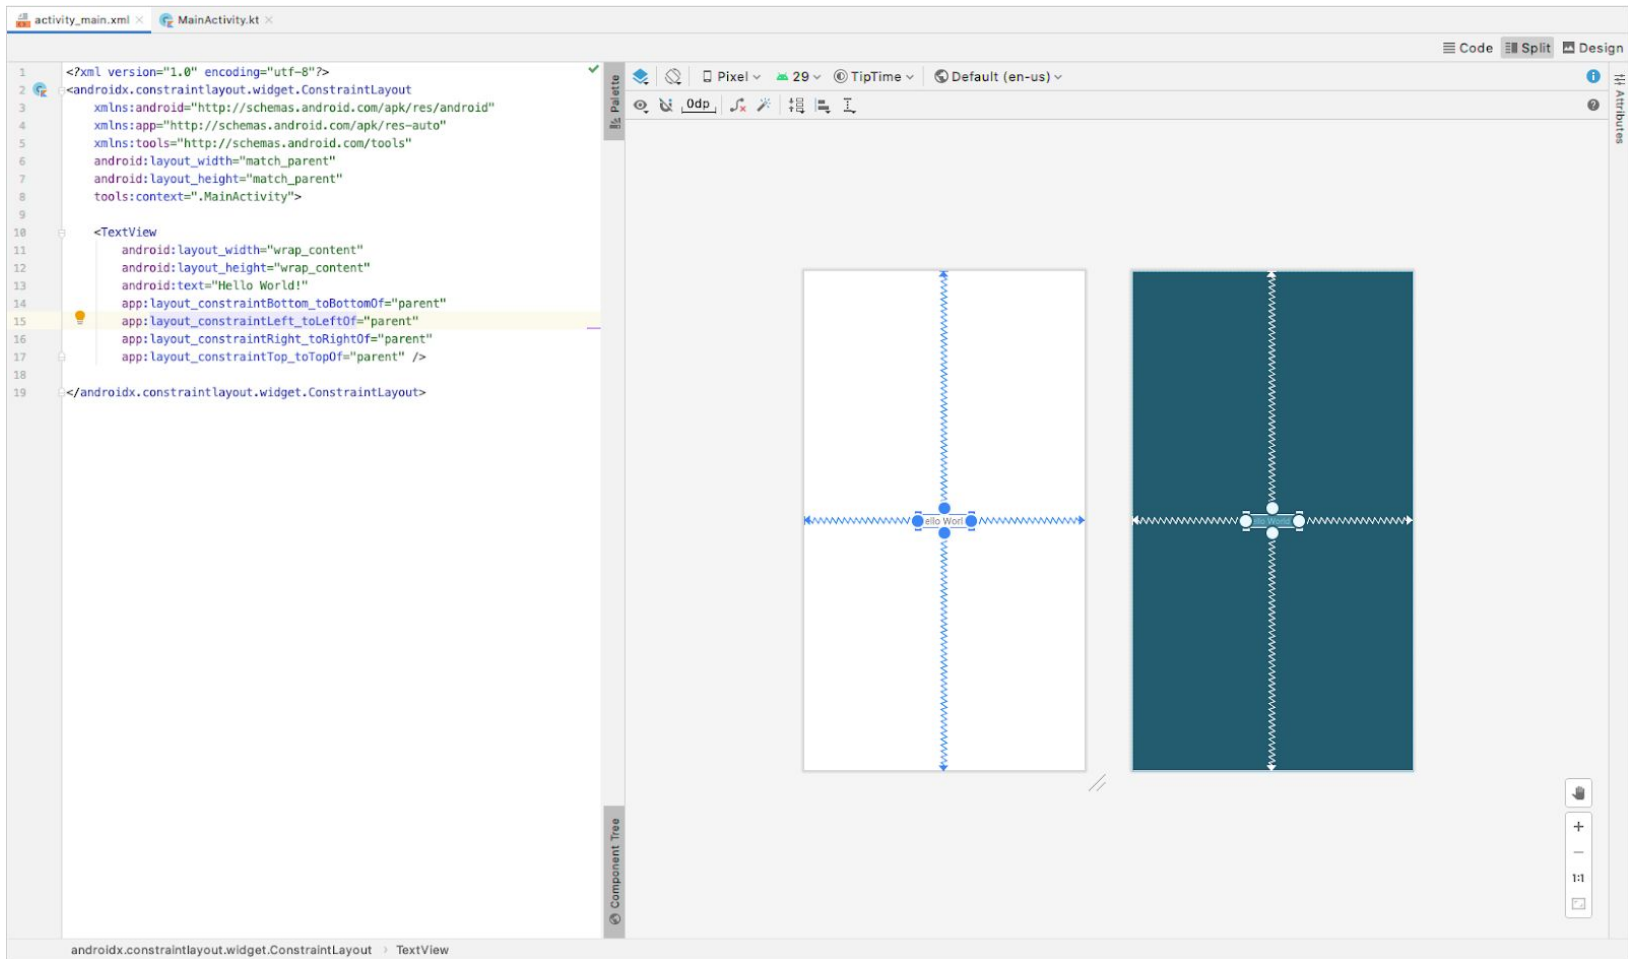 activity_main.xml MainActivity.kt
Code Split Design
1 <?xml version="1.0" encoding="utf-8"?>
2 <androidx.constraintlayout.widget.ConstraintLayout
3 xmlns:android="http://schemas.android.com/apk/res/android"
4 xmlns:app="http://schemas.android.com/apk/res-auto"
5 xmlns:tools="http://schemas.android.com/tools"
6 android:layout_width="match_parent"
7 android:layout_height="match_parent"
8 tools:context=".MainActivity">
9
10 <TextView
11 android:layout_width="wrap_content"
12 android:layout_height="wrap_content"
13 android:text="Hello World!"
14 app:layout_constraintBottom_toBottomOf="parent"
15 app:layout_constraintLeft_toLeftOf="parent"
16 app:layout_constraintRight_toRightOf="parent"
17 app:layout_constraintTop_toTopOf="parent" />
18
19 </androidx.constraintlayout.widget.ConstraintLayout>
Palette
Component Tree
Pixel 29 TipTime Default (en-us)
0dp
Attributes
ello Worl
llo World
1:1
androidx.constraintlayout.widget.ConstraintLayout TextView